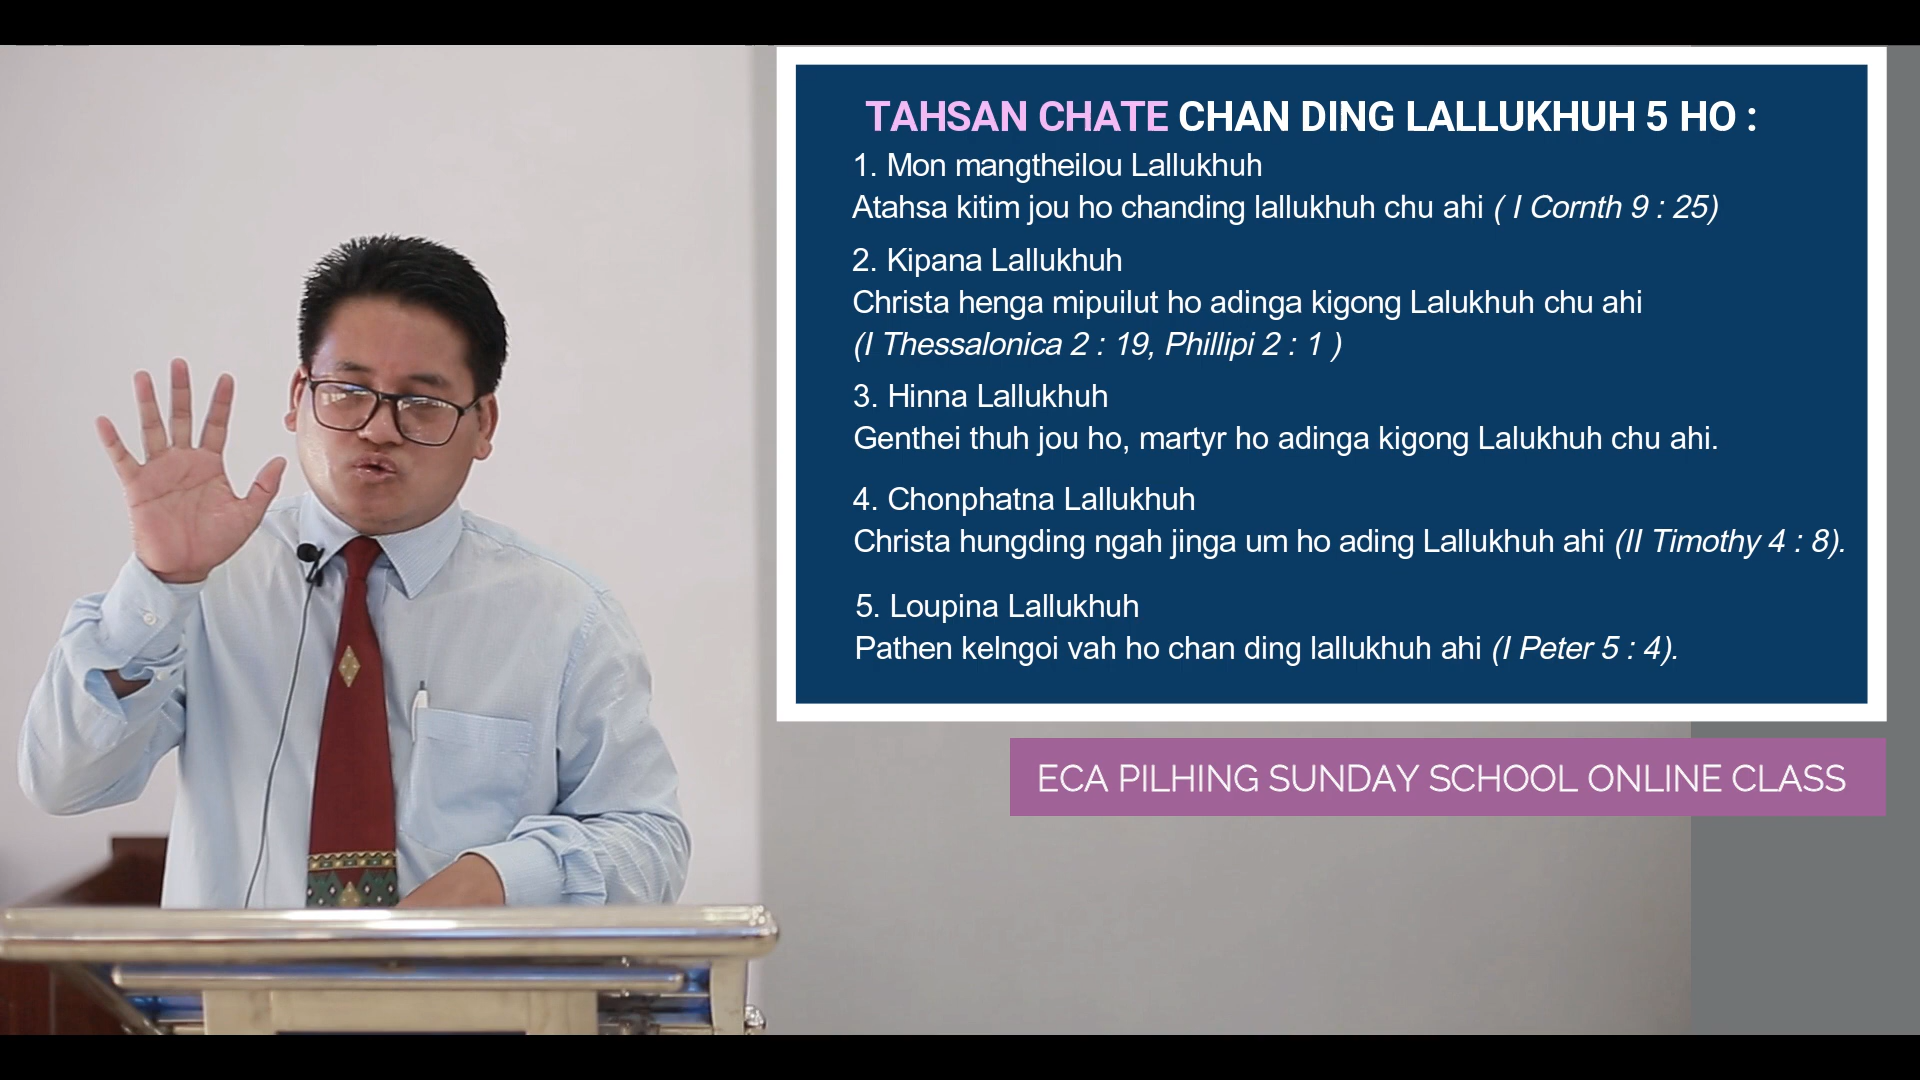 TAHSAN CHATE CHAN DING LALLUKHUH 5 HO :
1. Mon mangtheilou Lallukhuh
Atahsa kitim jou ho chanding lallukhuh chu ahi ( I Cornth 9 : 25)
2. Kipana Lallukhuh
Christa henga mipuilut ho adinga kigong Lalukhuh chu ahi
(I Thessalonica 2 : 19, Phillipi 2 : 1 )
3. Hinna Lallukhuh
Genthei thuh jou ho, martyr ho adinga kigong Lalukhuh chu ahi.
4. Chonphatna Lallukhuh
Christa hungding ngah jinga um ho ading Lallukhuh ahi (II Timothy 4 : 8).
5. Loupina Lallukhuh
Pathen kelngoi vah ho chan ding lallukhuh ahi (I Peter 5 : 4).
ECA PILHING SUNDAY SCHOOL ONLINE CLASS